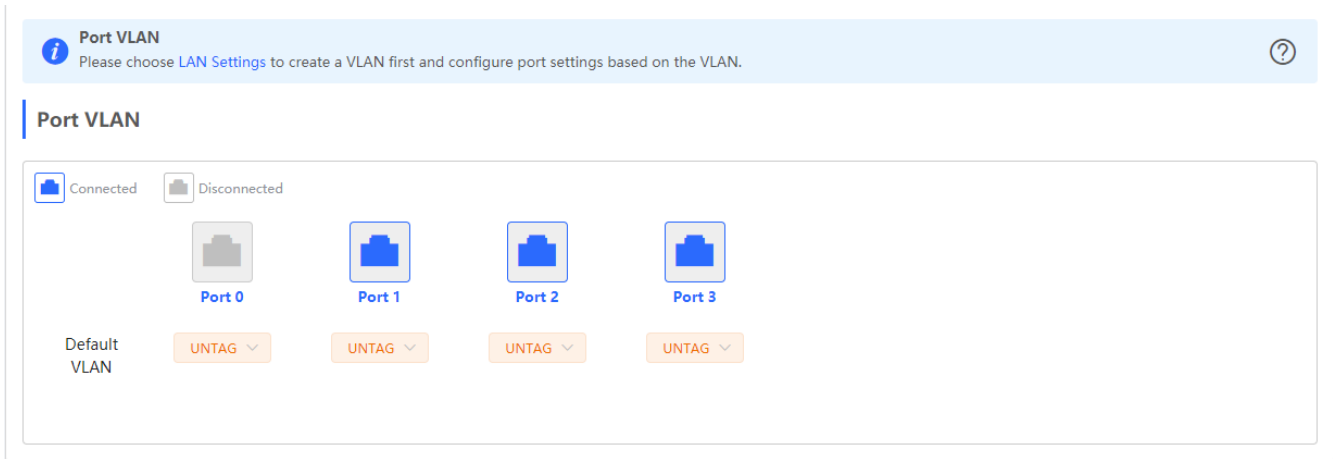 Port VLAN
Please choose LAN Settings to create a VLAN first and configure port settings based on the VLAN.
Port VLAN
Connected Disconnected
Port 0 Port 1 Port 2 Port 3
Default
VLAN
UNTAG UNTAG UNTAG UNTAG